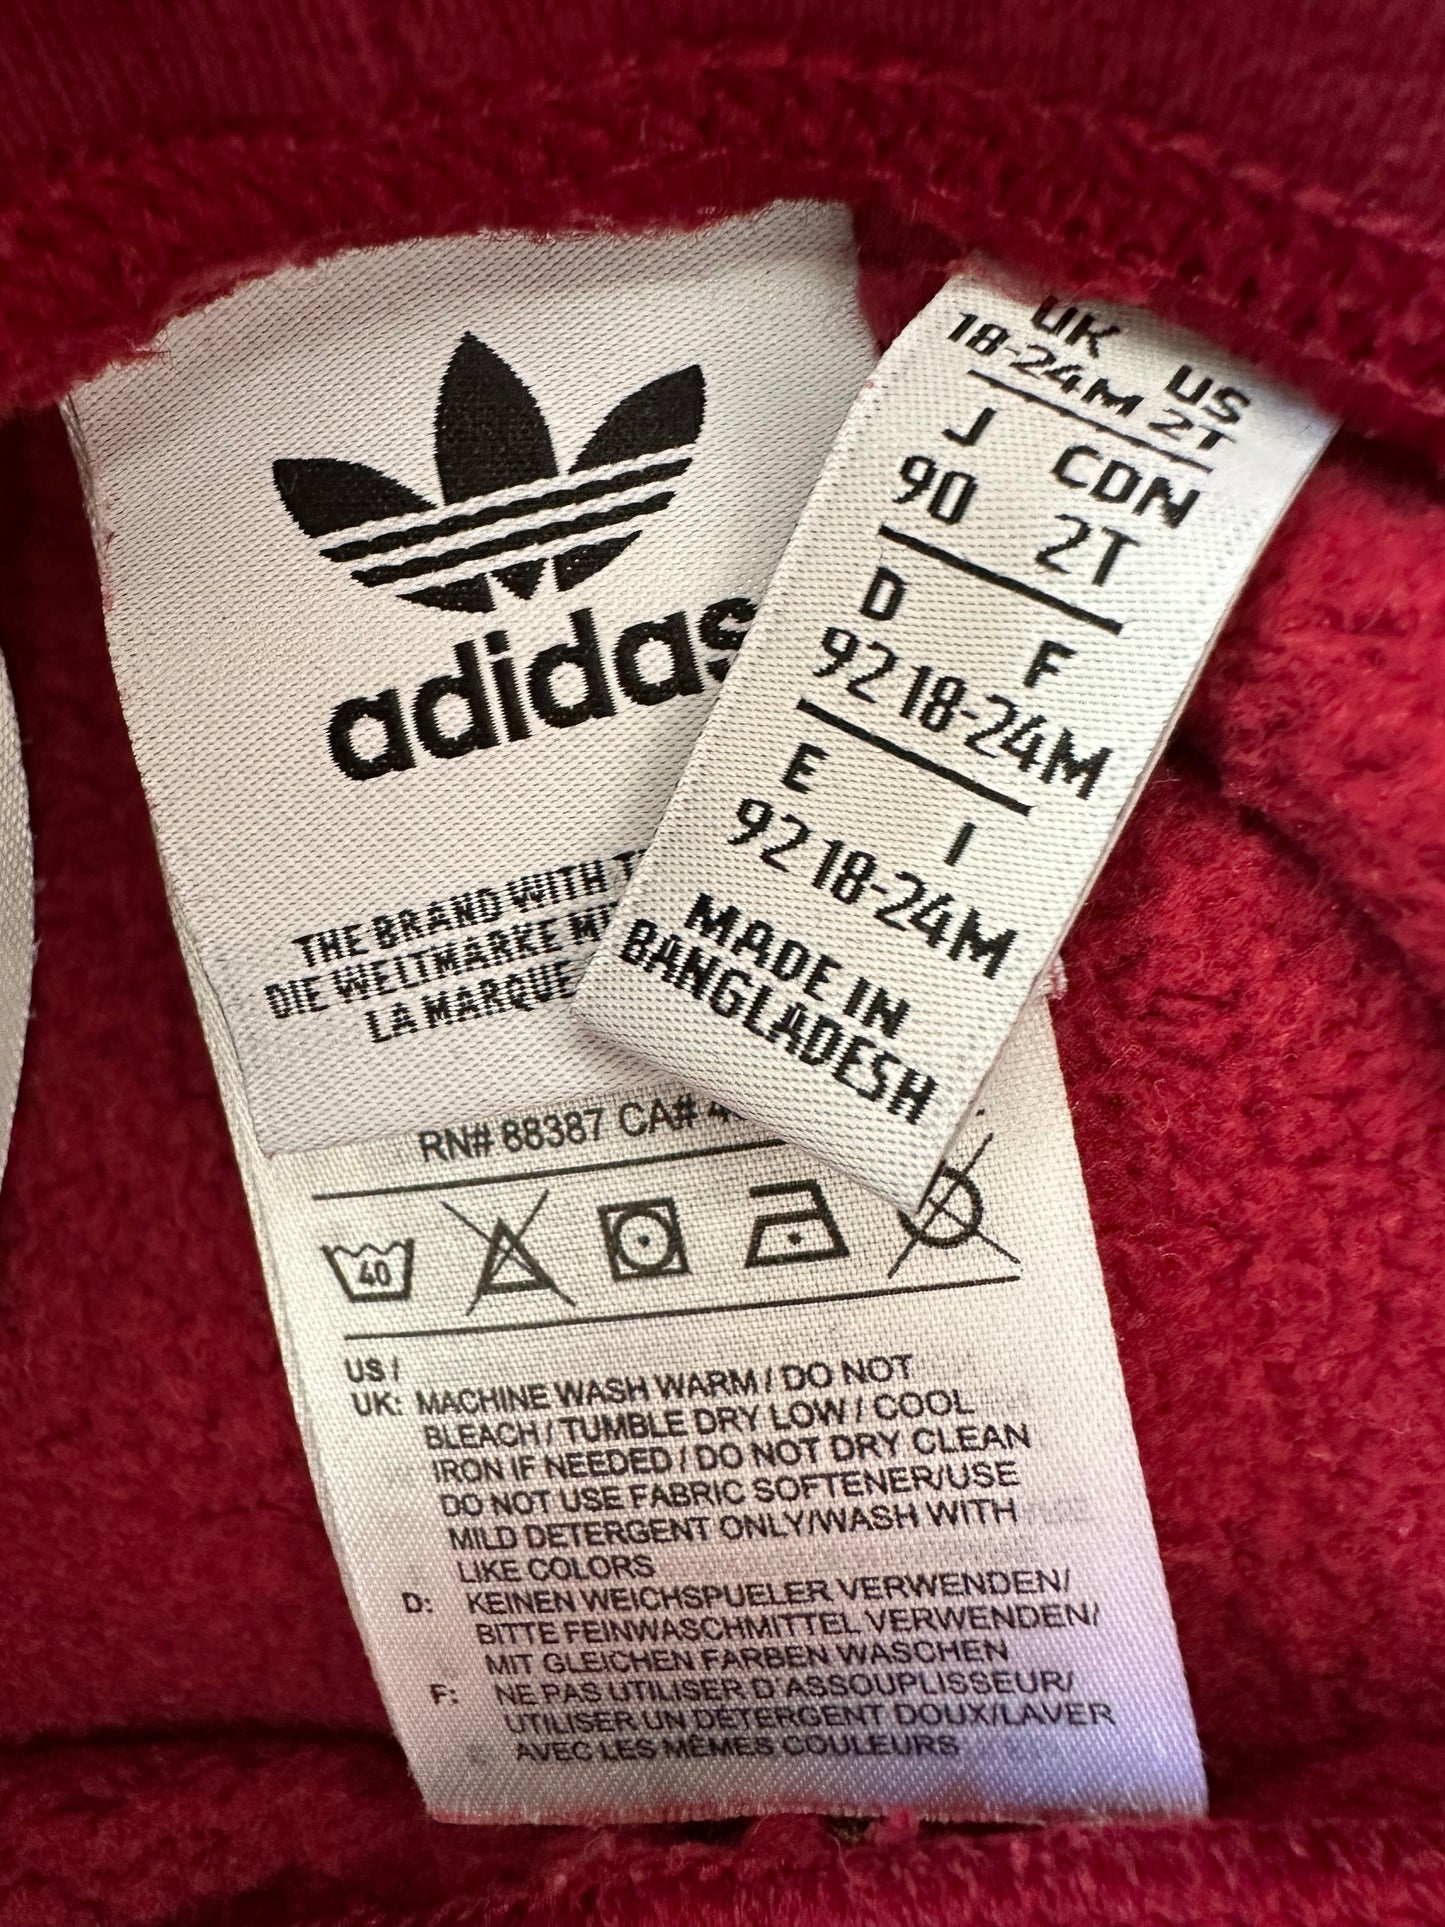 adidas
THE BRAND WITH
DIE WELTMARKE
LA MARQUE
UK US
18-24M 2T
J CDN
90 2T
D F
92 18-24M
E I
92 18-24M
MADE IN
BANGLADESH
RN# 88387 CA#
40
US /
UK: MACHINE WASH WARM / DO NOT
BLEACH / TUMBLE DRY LOW / COOL
IRON IF NEEDED / DO NOT DRY CLEAN
DO NOT USE FABRIC SOFTENER/USE
MILD DETERGENT ONLY/WASH WITH
LIKE COLORS
D: KEINEN WEICHSPUELER VERWENDEN/
BITTE FEINWASCHMITTEL VERWENDEN/
MIT GLEICHEN FARBEN WASCHEN
F: NE PAS UTILISER D'ASSOUPLISSEUR/
UTILISER UN DÉTERGENT DOUX/LAVER
AVEC LES MÊMES COULEURS